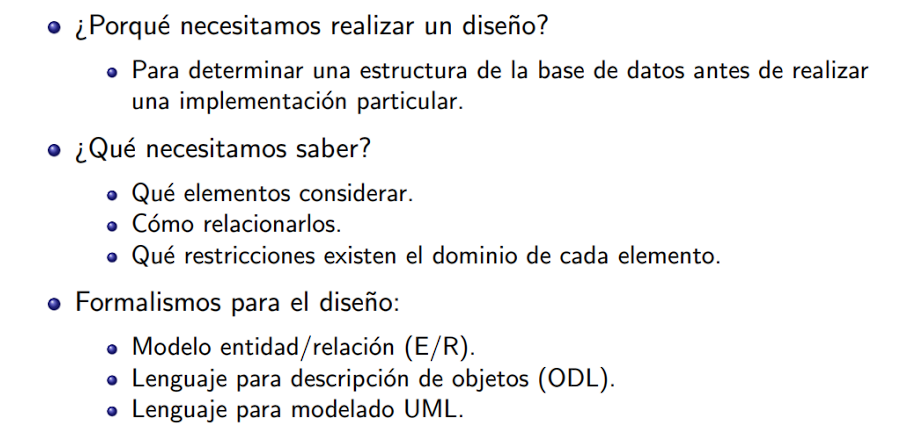 ¿Porqué necesitamos realizar un diseño?
Para determinar una estructura de la base de datos antes de realizar
una implementación particular.
¿Qué necesitamos saber?
Qué elementos considerar.
Cómo relacionarlos.
Qué restricciones existen el dominio de cada elemento.
Formalismos para el diseño:
Modelo entidad/relación (E/R).
Lenguaje para descripción de objetos (ODL).
Lenguaje para modelado UML.